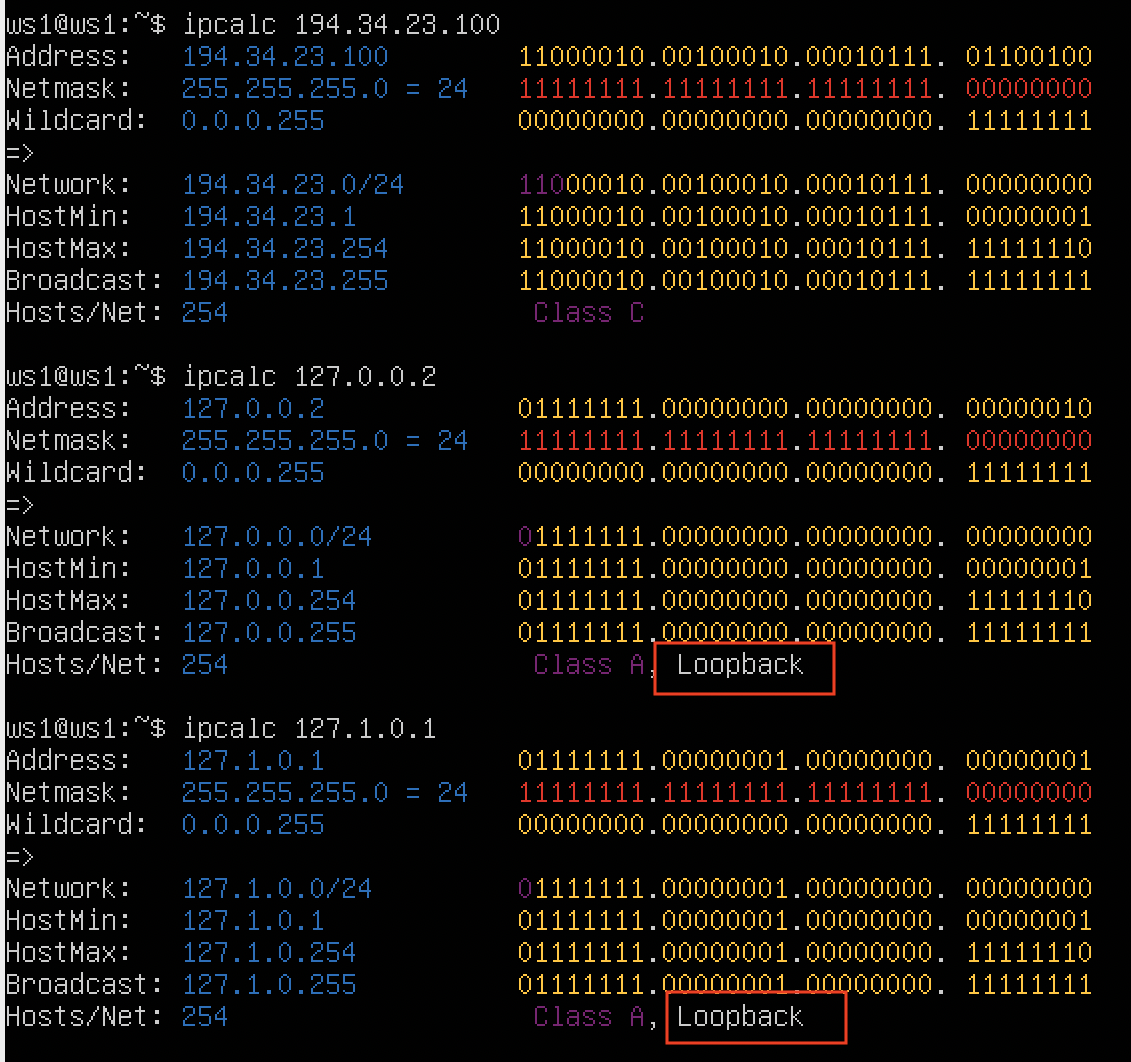 ws1@ws1:~$ ipcalc 194.34.23.100
Address: 194.34.23.100 11000010.00100010.00010111. 01100100
Netmask: 255.255.255.0 = 24 11111111.11111111.11111111. 00000000
Wildcard: 0.0.0.255 00000000.00000000.00000000. 11111111
=>
Network: 194.34.23.0/24 11000010.00100010.00010111. 00000000
HostMin: 194.34.23.1 11000010.00100010.00010111. 00000001
HostMax: 194.34.23.254 11000010.00100010.00010111. 11111110
Broadcast: 194.34.23.255 11000010.00100010.00010111. 11111111
Hosts/Net: 254 Class C
ws1@ws1:~$ ipcalc 127.0.0.2
Address: 127.0.0.2 01111111.00000000.00000000. 00000010
Netmask: 255.255.255.0 = 24 11111111.11111111.11111111. 00000000
Wildcard: 0.0.0.255 00000000.00000000.00000000. 11111111
=>
Network: 127.0.0.0/24 01111111.00000000.00000000. 00000000
HostMin: 127.0.0.1 01111111.00000000.00000000. 00000001
HostMax: 127.0.0.254 01111111.00000000.00000000. 11111110
Broadcast: 127.0.0.255 01111111.00000000.00000000. 11111111
Hosts/Net: 254 Class A, Loopback
ws1@ws1:~$ ipcalc 127.1.0.1
Address: 127.1.0.1 01111111.00000001.00000000. 00000001
Netmask: 255.255.255.0 = 24 11111111.11111111.11111111. 00000000
Wildcard: 0.0.0.255 00000000.00000000.00000000. 11111111
=>
Network: 127.1.0.0/24 01111111.00000001.00000000. 00000000
HostMin: 127.1.0.1 01111111.00000001.00000000. 00000001
HostMax: 127.1.0.254 01111111.00000001.00000000. 11111110
Broadcast: 127.1.0.255 01111111.00000001.00000000. 11111111
Hosts/Net: 254 Class A, Loopback